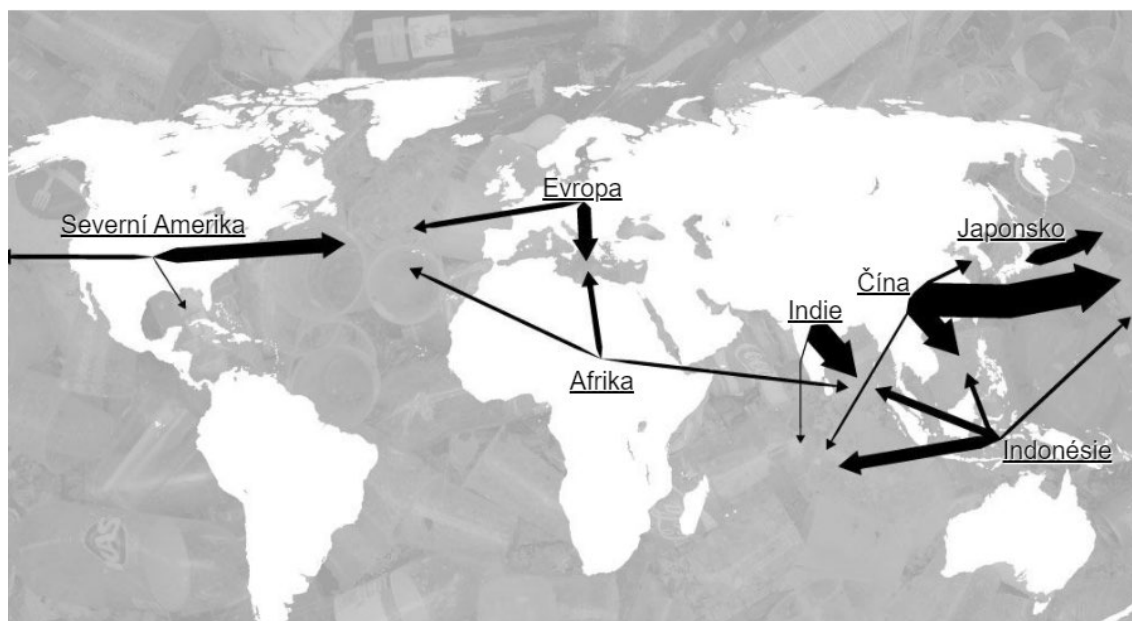 Evropa
Severní Amerika
Japonsko
Čína
Indie
Afrika
Indonésie